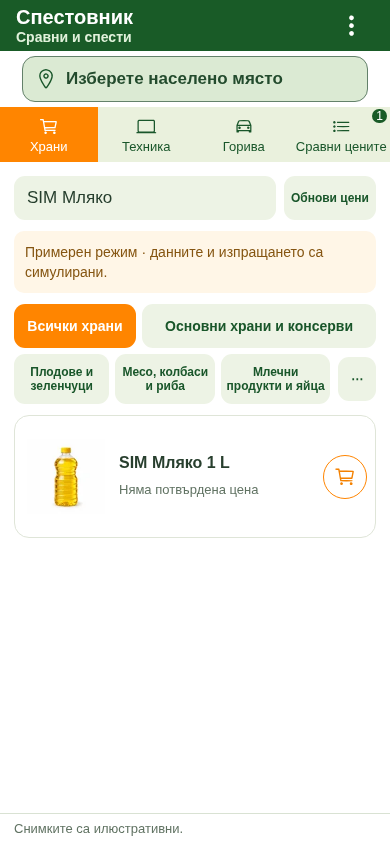 Спестовник
Сравни и спести
Изберете населено място
Храни
Техника
Горива
Сравни цените
1
SIM Мляко
Обнови цени
Примерен режим · данните и изпращането са
симулирани.
Всички храни
Основни храни и консерви
Плодове и
зеленчуци
Месо, колбаси
и риба
Млечни
продукти и яйца
...
SIM Мляко 1 L
Няма потвърдена цена
Снимките са илюстративни.